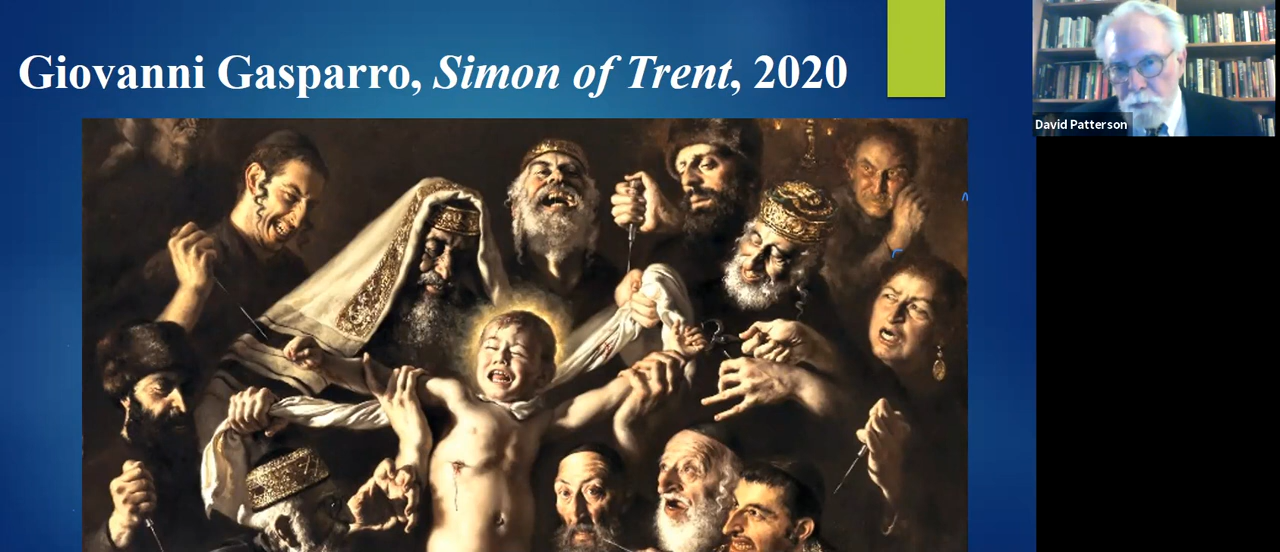 Giovanni Gasparro, Simon of Trent, 2020
David Patterson